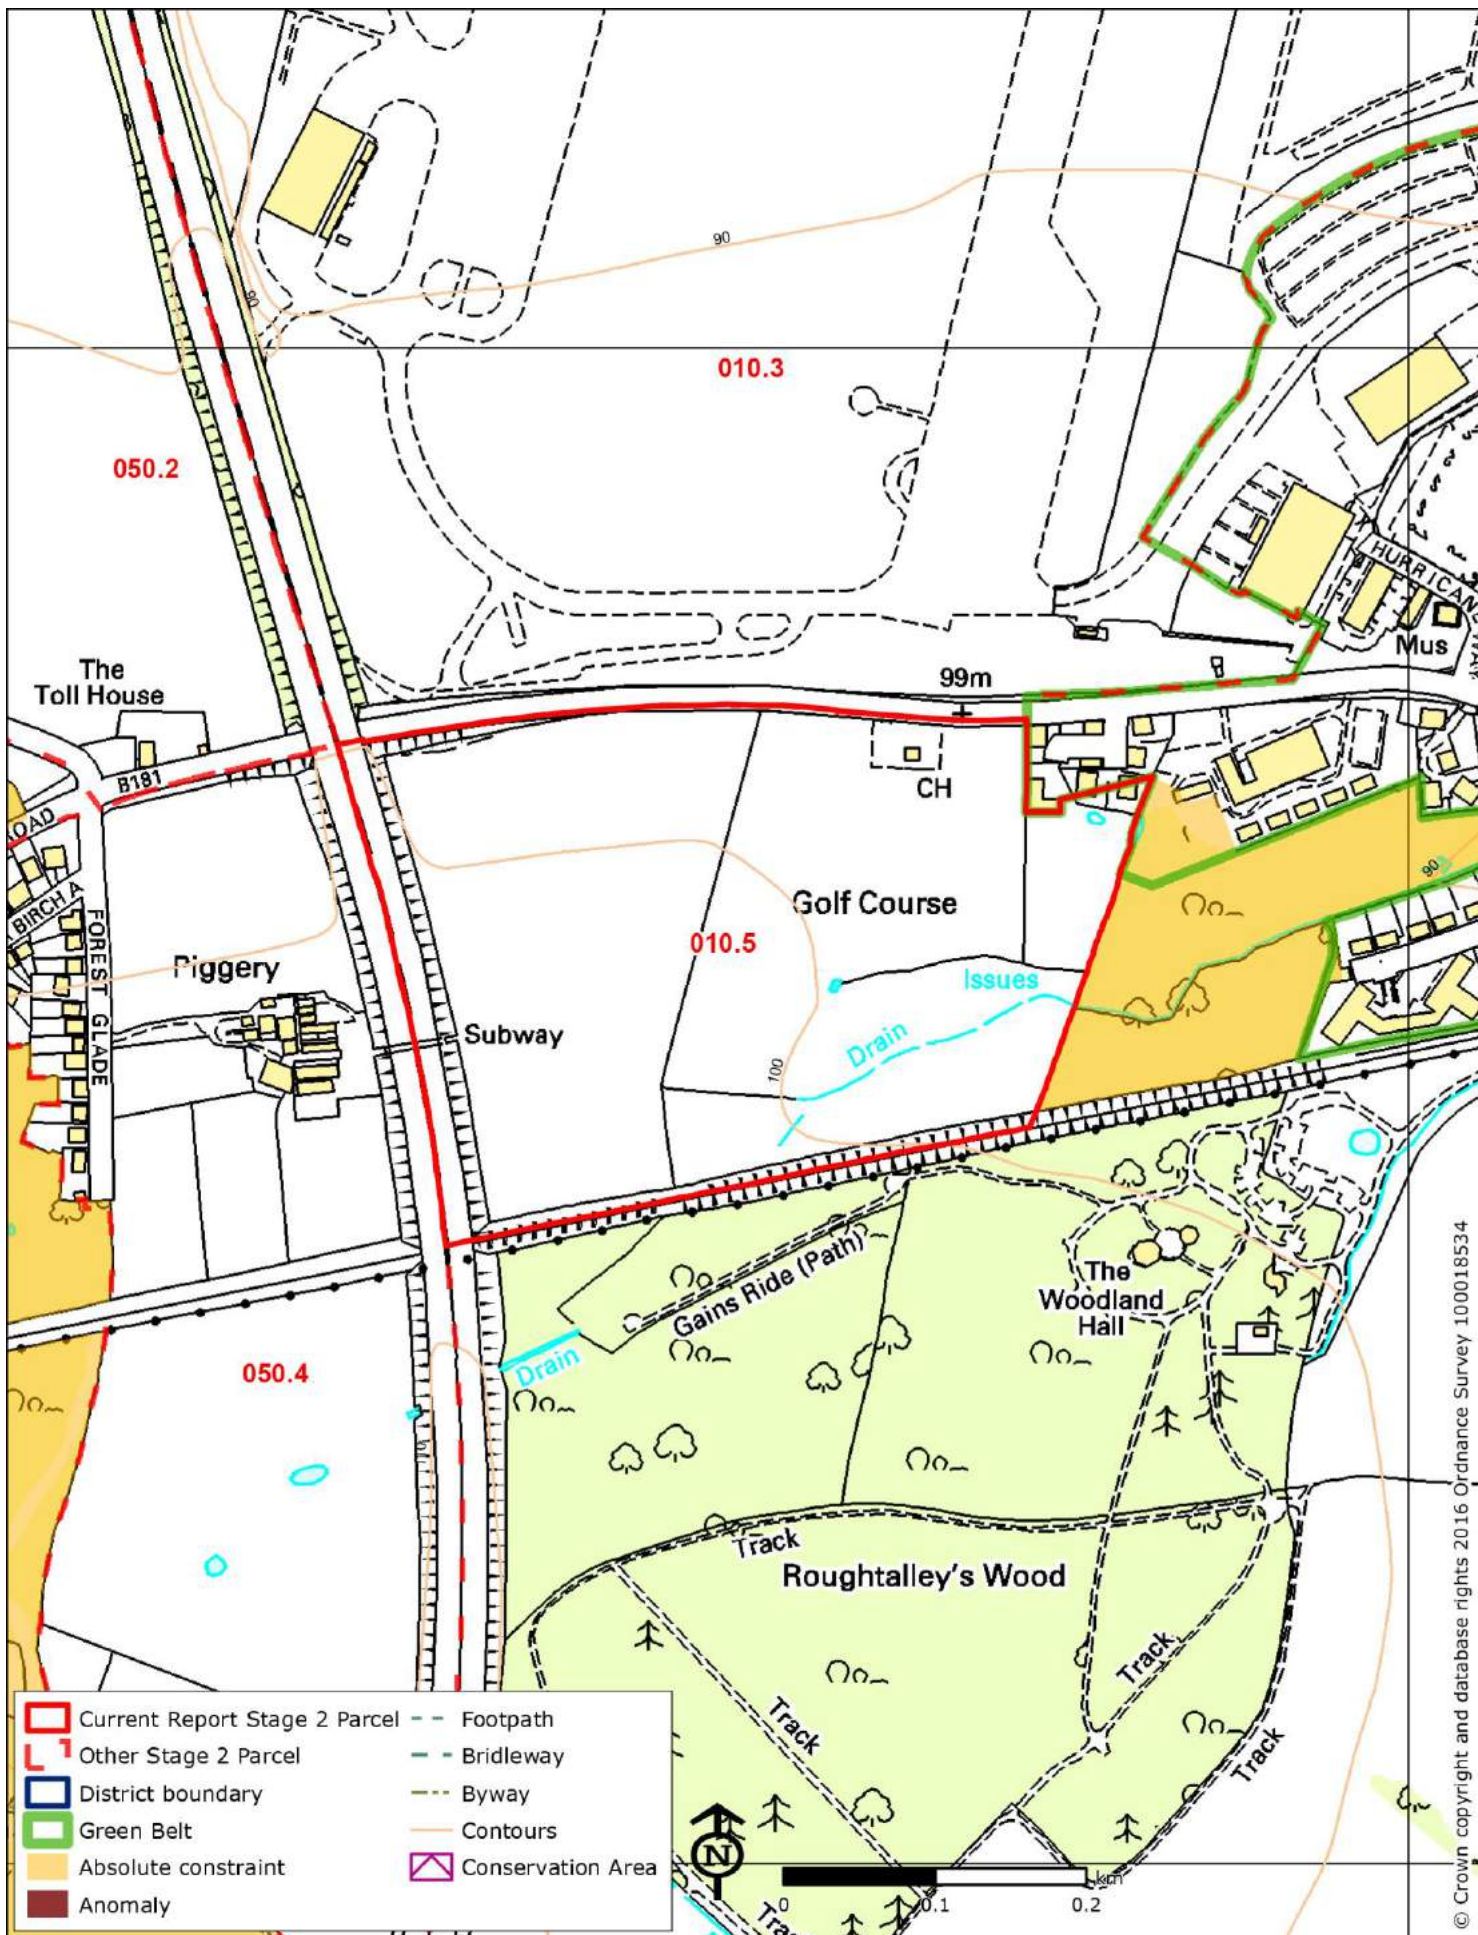 90
90
010.3
050.2
HURRICANE
WAY
Mus
The
Toll House
99m
B181
CH
ROAD
BIRCH
FOREST GLADE
90
Golf Course
010.5
Piggery
Issues
Subway
Drain
100
Gains Ride (Path)
The
Woodland
Hall
Drain
050.4
Track
Roughtalley's Wood
Track
Track
Track
Current Report Stage 2 Parcel
Other Stage 2 Parcel
District boundary
Green Belt
Absolute constraint
Anomaly
Footpath
Bridleway
Byway
Contours
Conservation Area
N
km
0
0.1
0.2
© Crown copyright and database rights 2016 Ordnance Survey 100018534